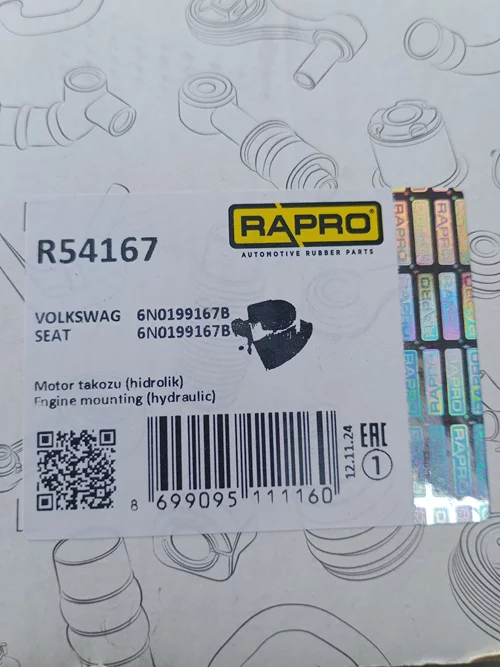 RAPRO®
AUTOMOTIVE RUBBER PARTS
R54167
VOLKSWAG 6N0199167B
SEAT 6N0199167B
Motor takozu (hidrolik)
Engine mounting (hydraulic)
8 699095 111160
12.11.24
EAC
1
RAPRO